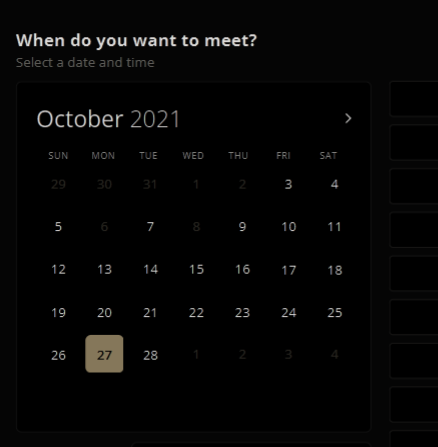 When do you want to meet?
Select a date and time
October 2021
SUN MON TUE WED THU FRI SAT
29 30 31 1 2 3 4
5 6 7 8 9 10 11
12 13 14 15 16 17 18
19 20 21 22 23 24 25
26 27 28 1 2 3 4